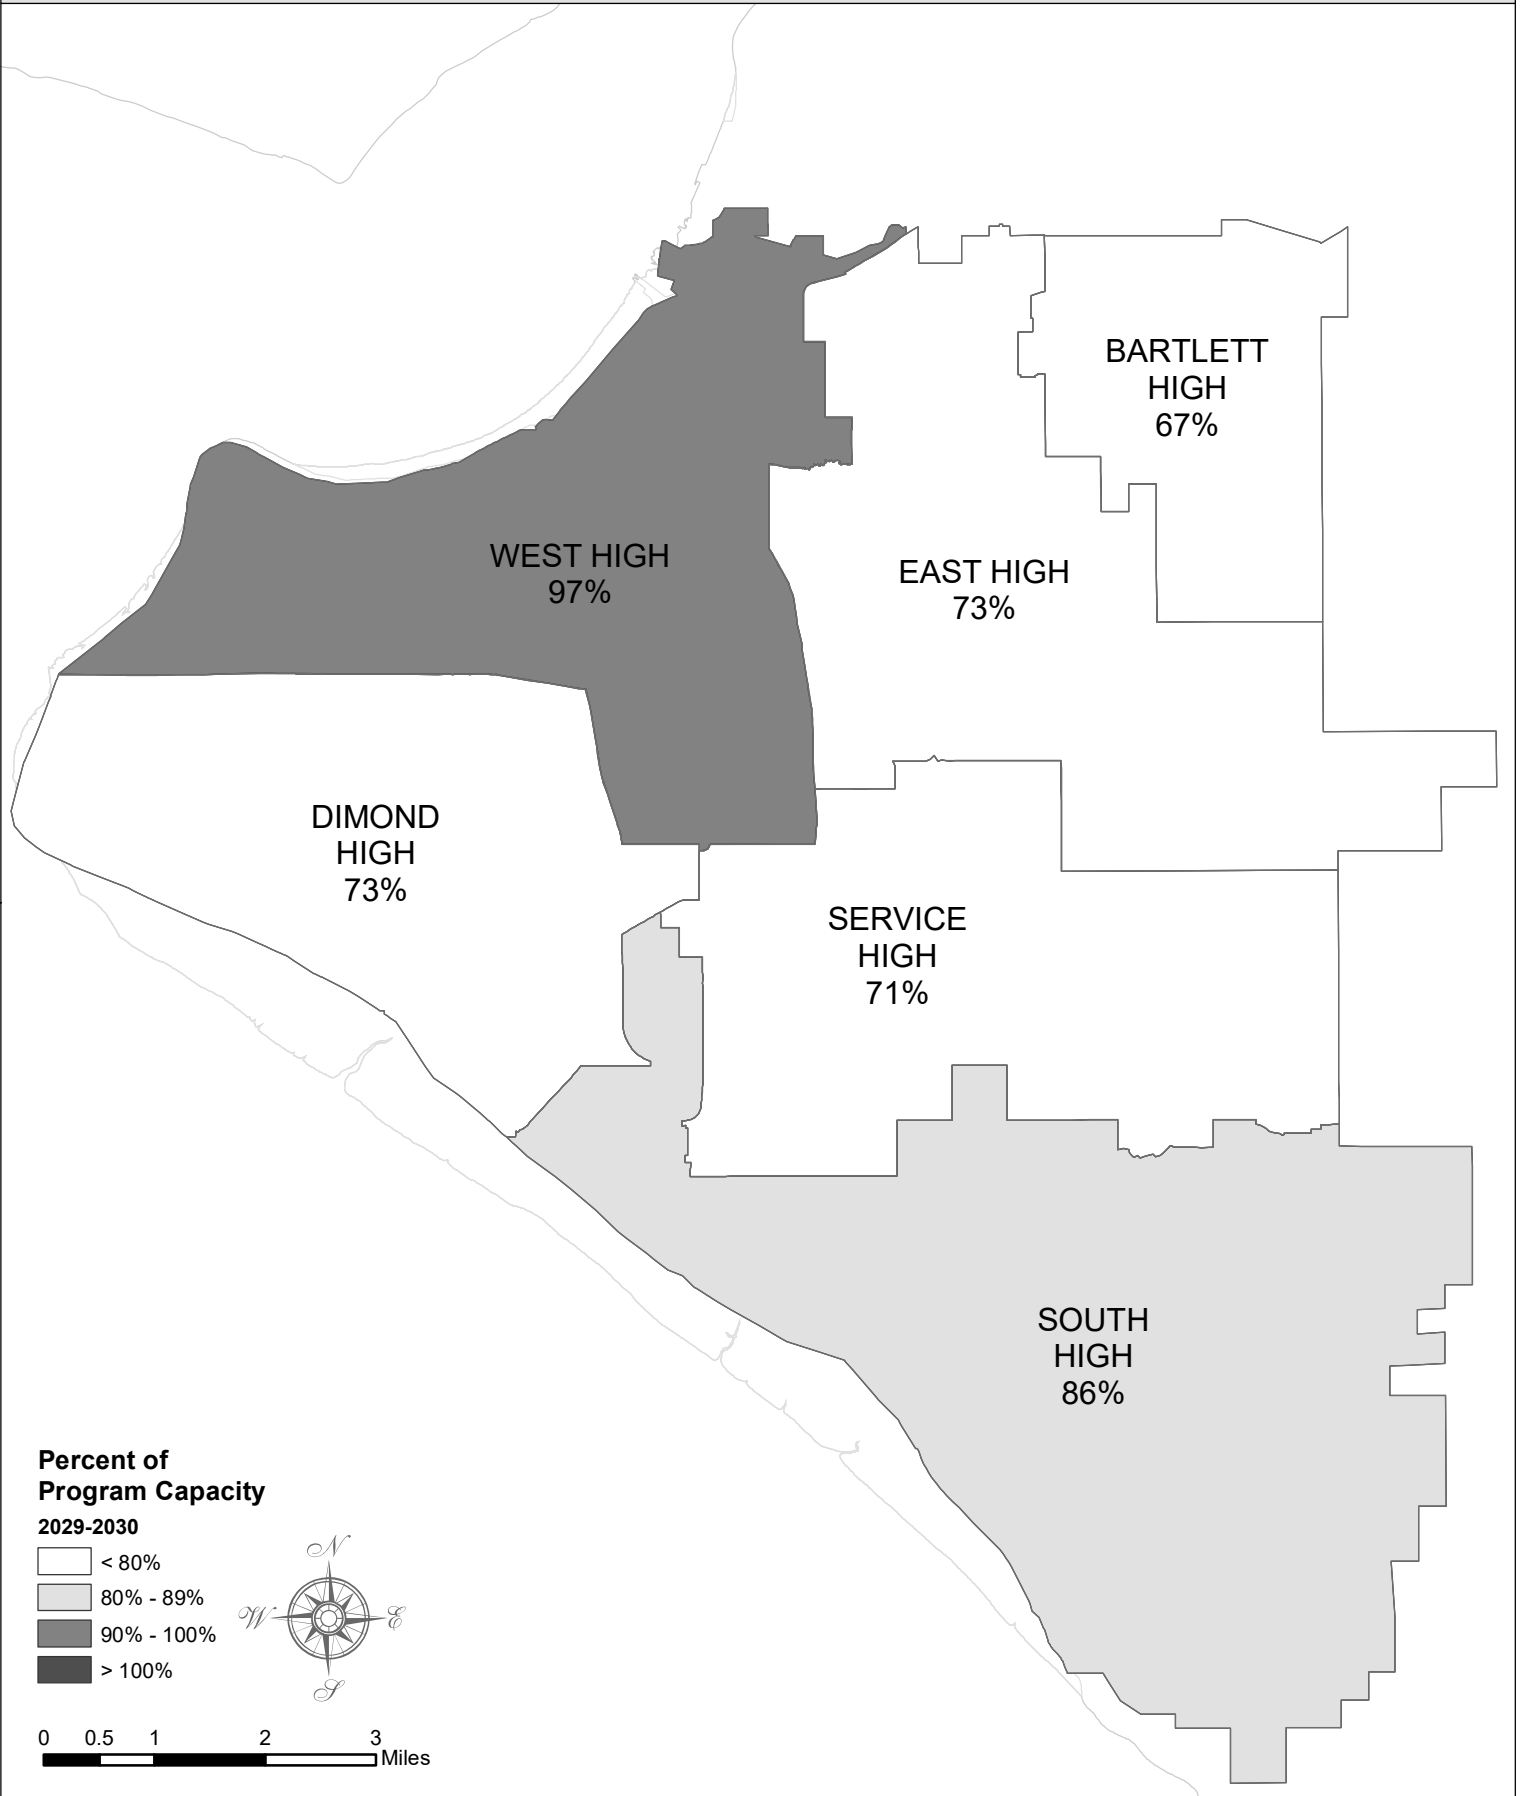 BARTLETT
HIGH
67%
WEST HIGH
97%
EAST HIGH
73%
DIMOND
HIGH
73%
SERVICE
HIGH
71%
SOUTH
HIGH
86%
Percent of
Program Capacity
2029-2030
< 80%
80% - 89%
90% - 100%
> 100%
N
W E
S
0 0.5 1 2 3
Miles